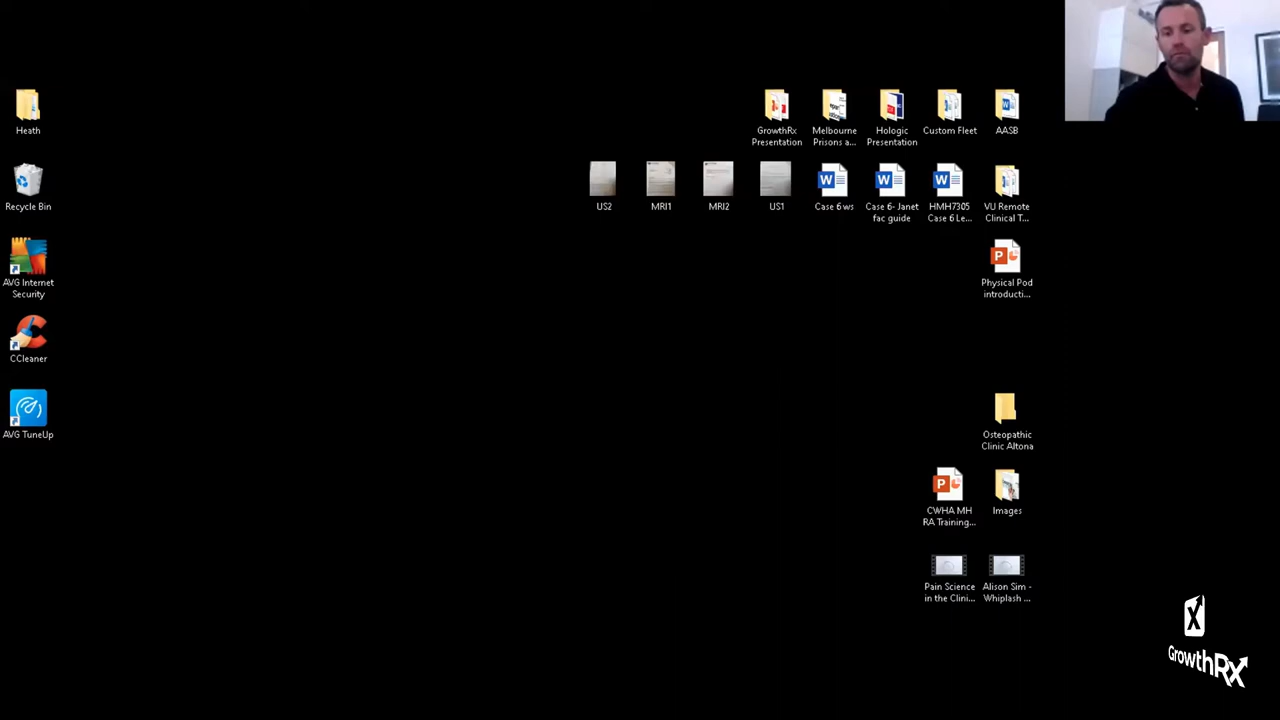 GrowthRx
Presentation
Melbourne
Prisons a...
Hologic
Presentation
Custom Fleet
AASB
Heath
US2
MRI1
MRI2
US1
Case 6 ws
Case 6- Janet
fac guide
HMH7305
Case 6 Le...
VU Remote
Clinical T...
Recycle Bin
Physical Pod
introducti...
AVG Internet
Security
CCleaner
AVG TuneUp
Osteopathic
Clinic Altona
CWHA MH
RA Training...
Images
Pain Science
in the Clini...
Alison Sim -
Whiplash ...
X
GrowthRX